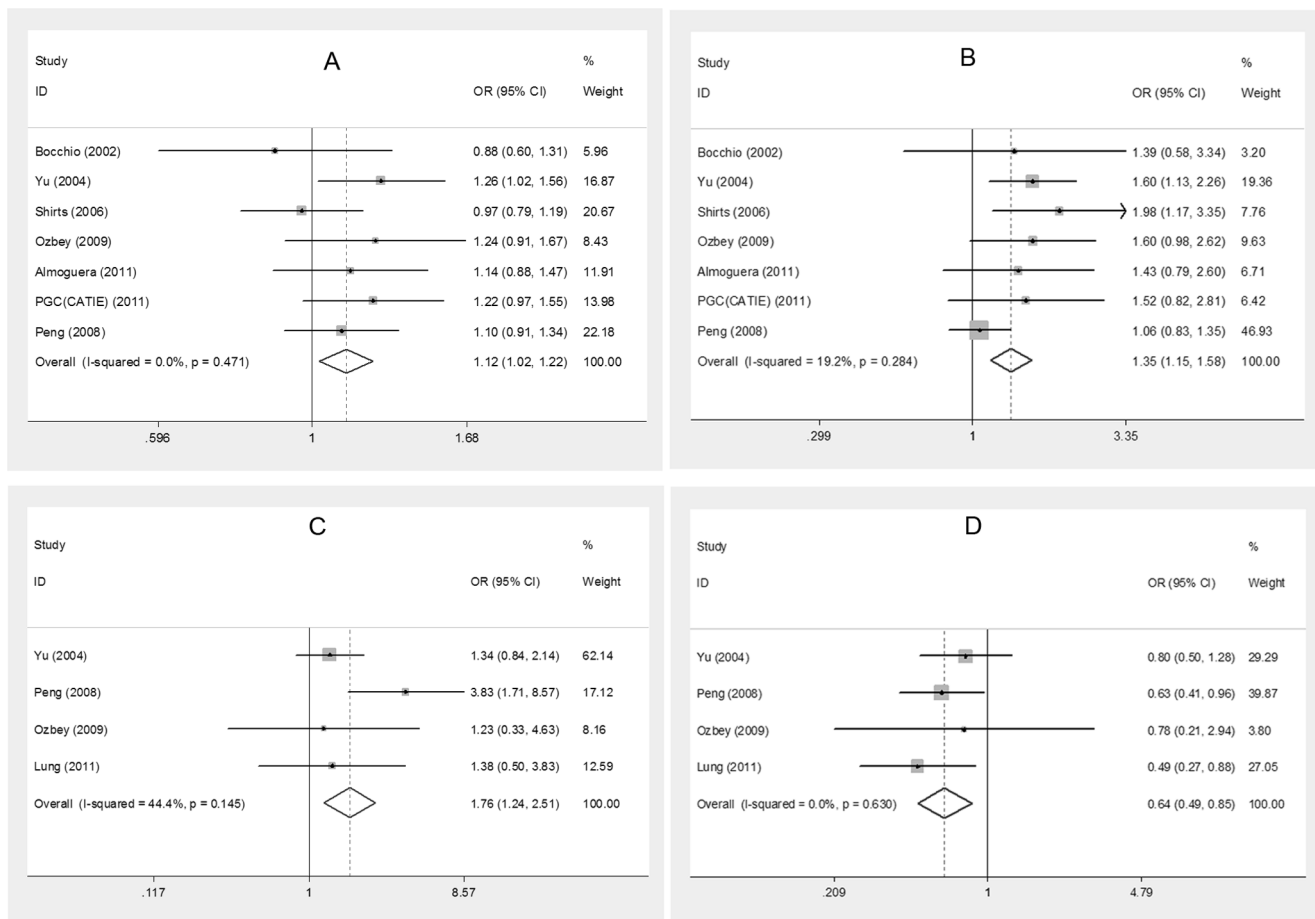 A
Study %
ID OR (95% CI) Weight
Bocchio (2002) 0.88 (0.60, 1.31) 5.96
Yu (2004) 1.26 (1.02, 1.56) 16.87
Shirts (2006) 0.97 (0.79, 1.19) 20.67
Ozbey (2009) 1.24 (0.91, 1.67) 8.43
Almoguera (2011) 1.14 (0.88, 1.47) 11.91
PGC(CATIE) (2011) 1.22 (0.97, 1.55) 13.98
Peng (2008) 1.10 (0.91, 1.34) 22.18
Overall (I-squared = 0.0%, p = 0.471) 1.12 (1.02, 1.22) 100.00
.596 1 1.68
B
Study %
ID OR (95% CI) Weight
Bocchio (2002) 1.39 (0.58, 3.34) 3.20
Yu (2004) 1.60 (1.13, 2.26) 19.36
Shirts (2006) 1.98 (1.17, 3.35) 7.76
Ozbey (2009) 1.60 (0.98, 2.62) 9.63
Almoguera (2011) 1.43 (0.79, 2.60) 6.71
PGC(CATIE) (2011) 1.52 (0.82, 2.81) 6.42
Peng (2008) 1.06 (0.83, 1.35) 46.93
Overall (I-squared = 19.2%, p = 0.284) 1.35 (1.15, 1.58) 100.00
.299 1 3.35
C
Study %
ID OR (95% CI) Weight
Yu (2004) 1.34 (0.84, 2.14) 62.14
Peng (2008) 3.83 (1.71, 8.57) 17.12
Ozbey (2009) 1.23 (0.33, 4.63) 8.16
Lung (2011) 1.38 (0.50, 3.83) 12.59
Overall (I-squared = 44.4%, p = 0.145) 1.76 (1.24, 2.51) 100.00
.117 1 8.57
D
Study %
ID OR (95% CI) Weight
Yu (2004) 0.80 (0.50, 1.28) 29.29
Peng (2008) 0.63 (0.41, 0.96) 39.87
Ozbey (2009) 0.78 (0.21, 2.94) 3.80
Lung (2011) 0.49 (0.27, 0.88) 27.05
Overall (I-squared = 0.0%, p = 0.630) 0.64 (0.49, 0.85) 100.00
.209 1 4.79